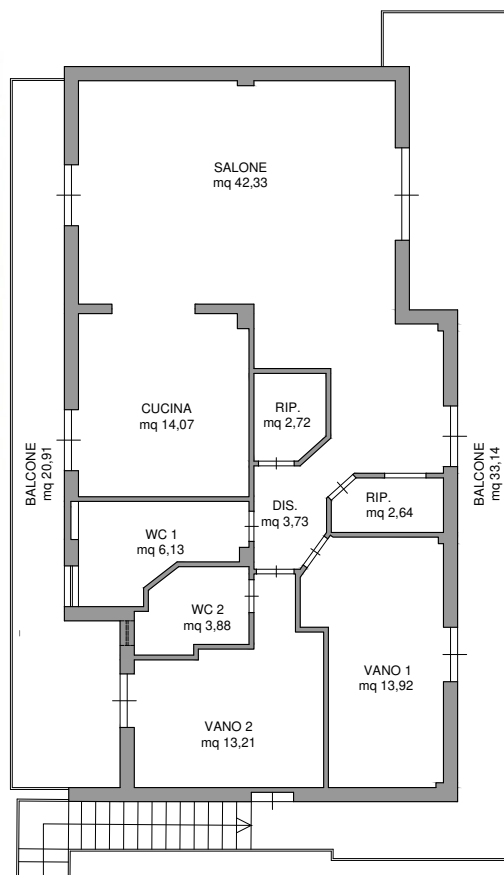 SALONE
mq 42,33
CUCINA
mq 14,07
RIP.
mq 2,72
BALCONE
mq 20,91
BALCONE
mq 33,14
DIS.
mq 3,73
RIP.
mq 2,64
WC 1
mq 6,13
WC 2
mq 3,88
VANO 1
mq 13,92
VANO 2
mq 13,21